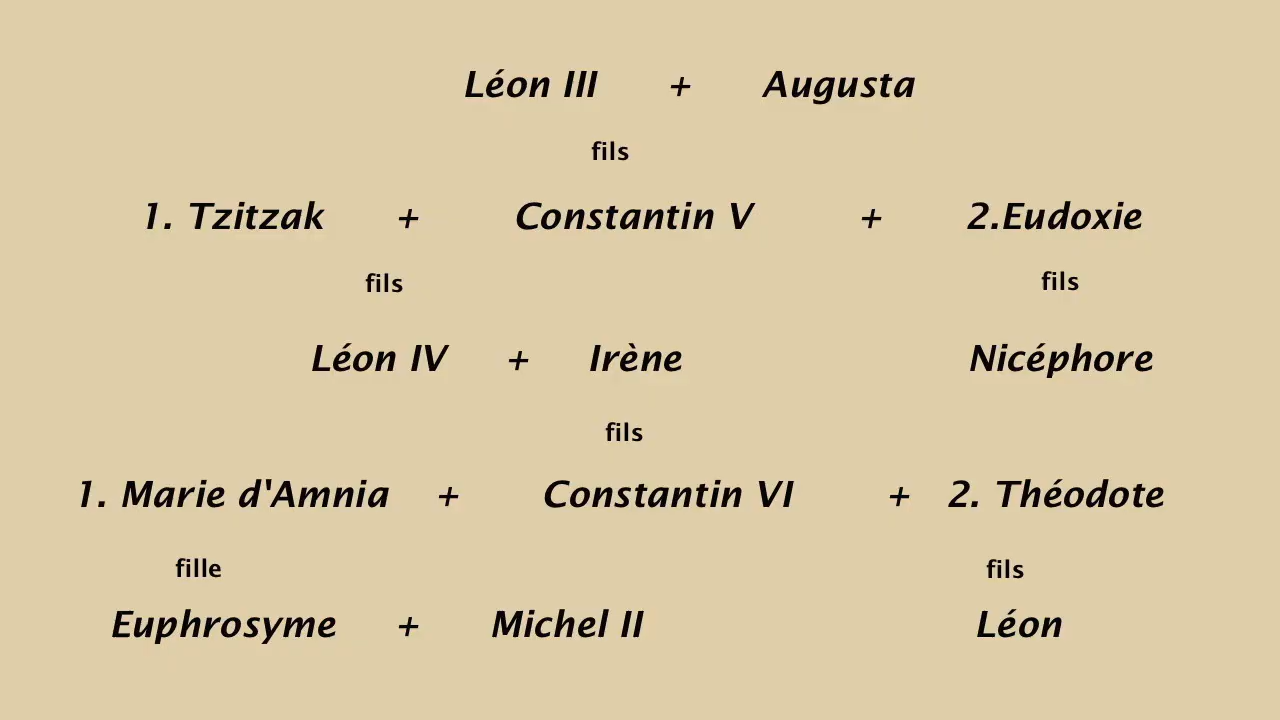 Léon III + Augusta
fils
1. Tzitzak + Constantin V + 2.Eudoxie
fils fils
Léon IV + Irène Nicéphore
fils
1. Marie d'Amnia + Constantin VI + 2. Théodote
fille fils
Euphrosyme + Michel II Léon